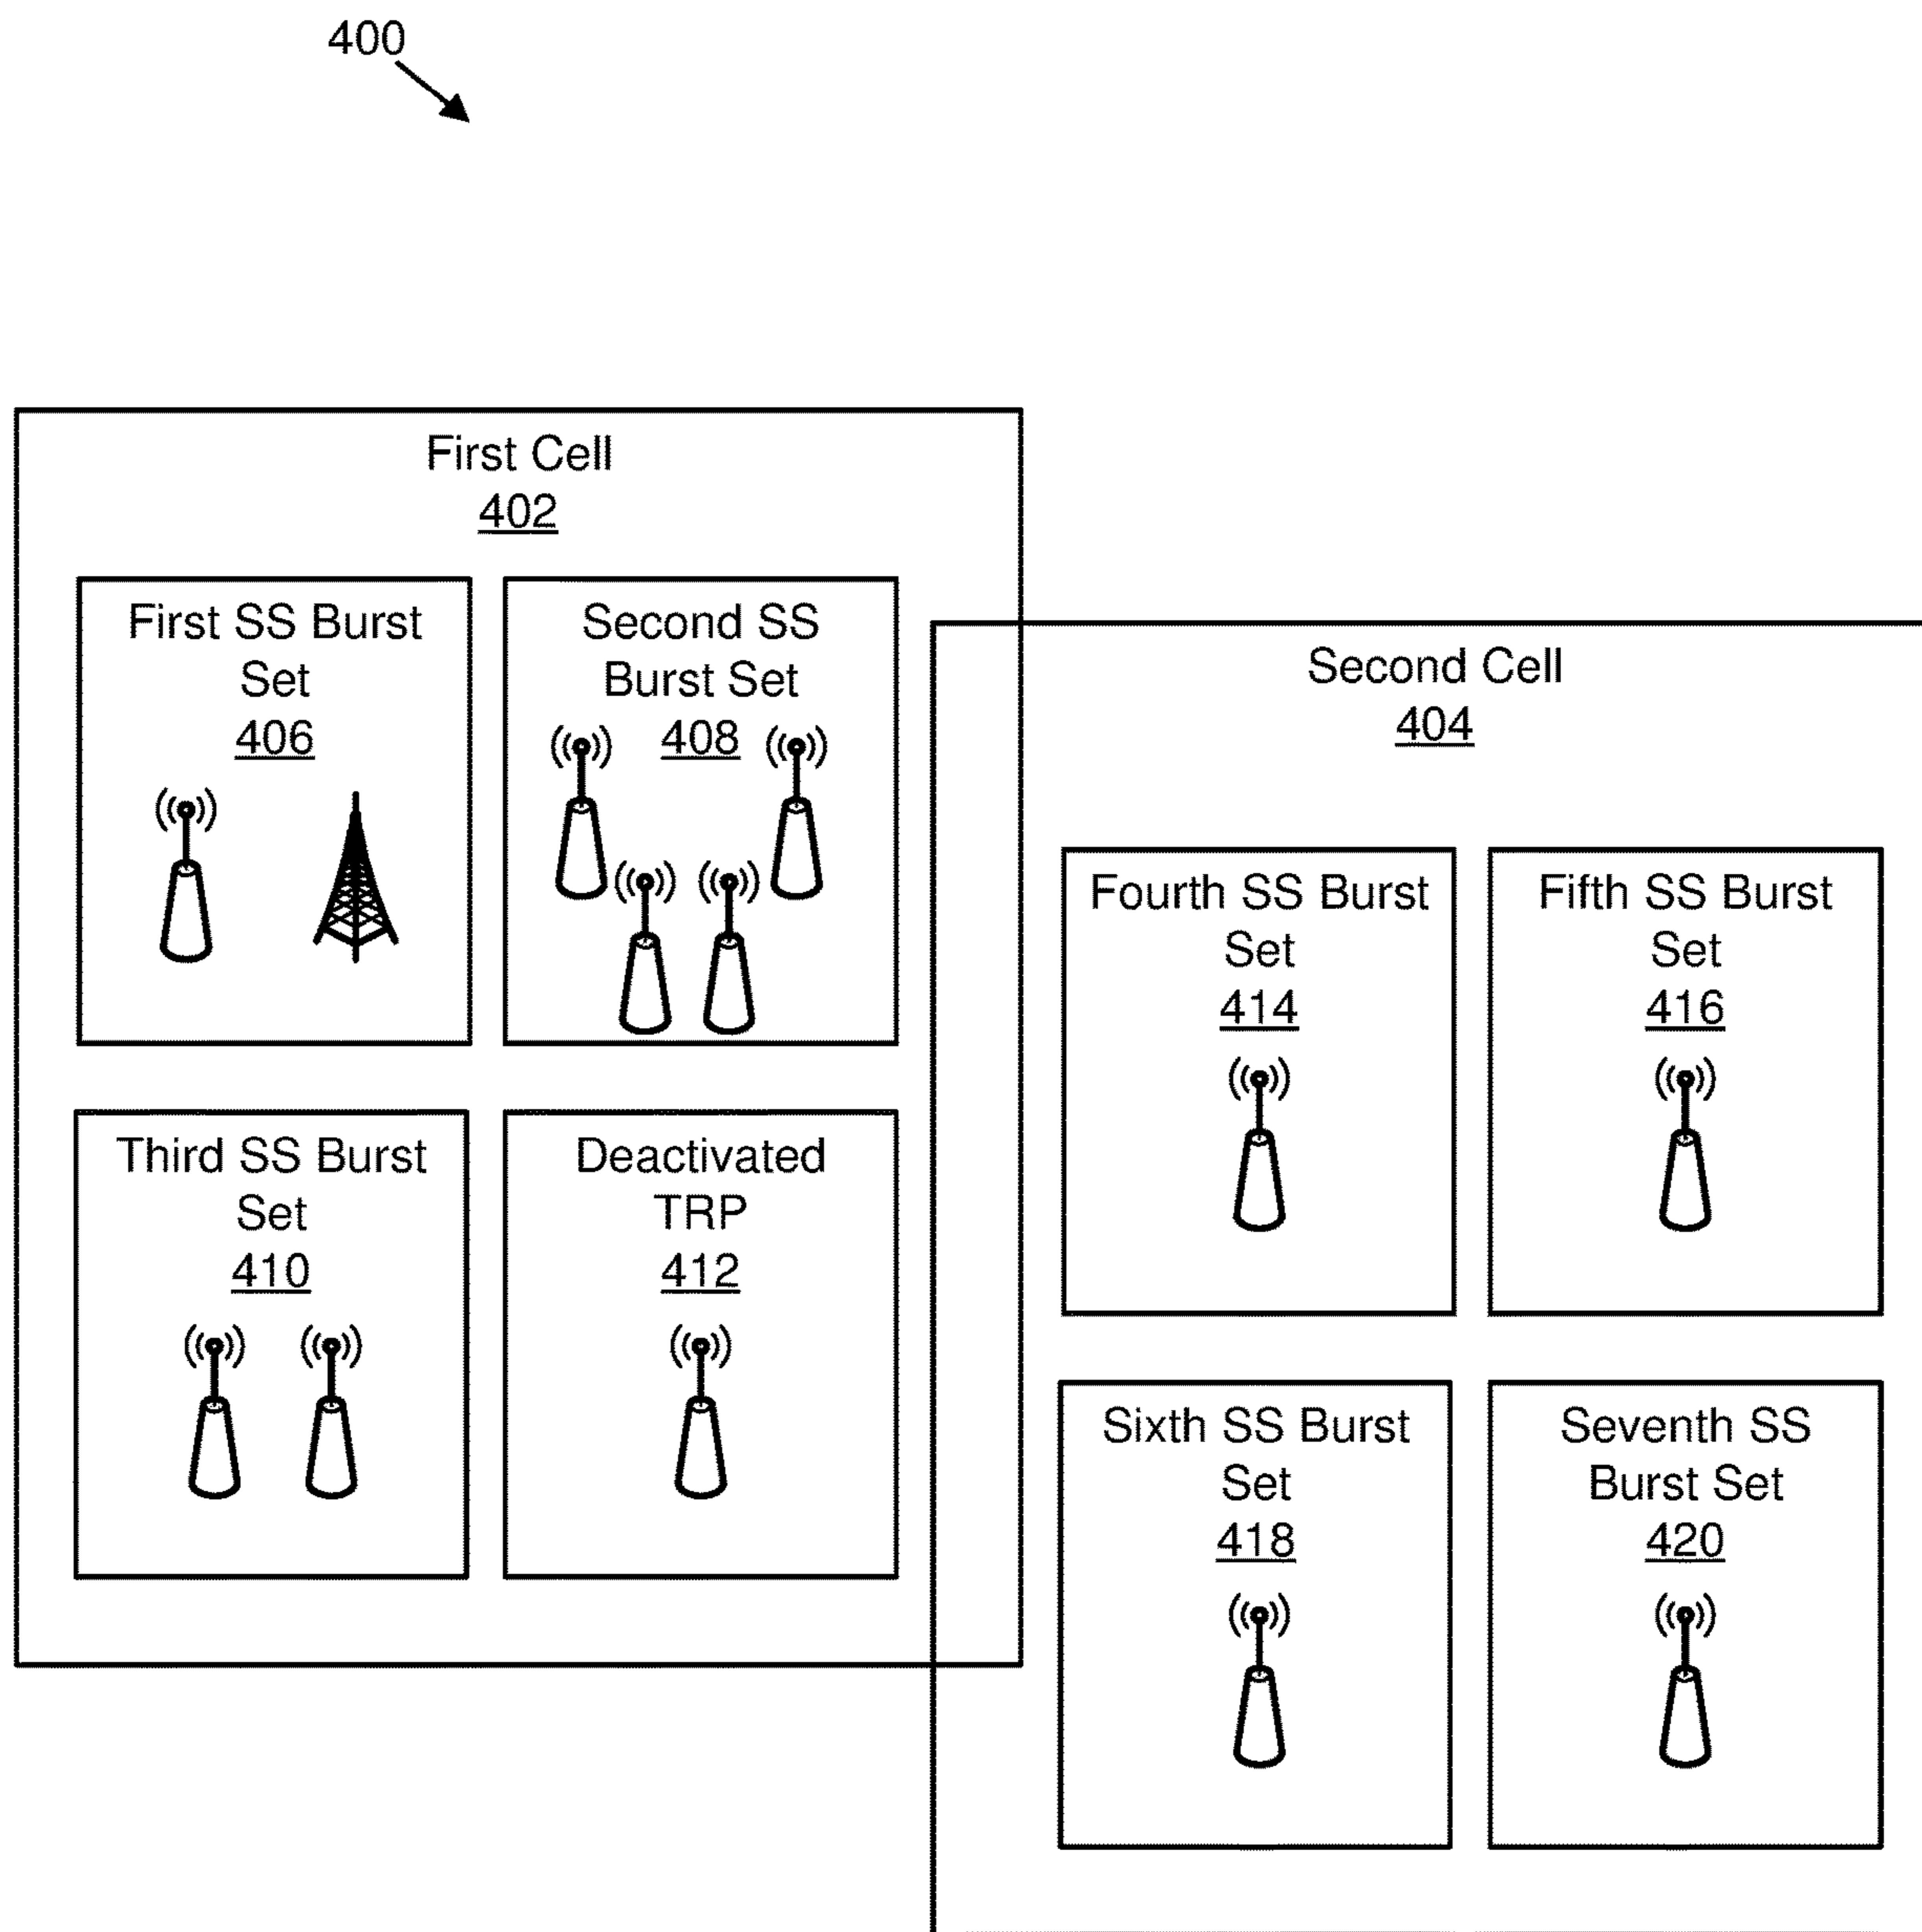 400
First Cell
402
First SS Burst
Set
406
Second SS
Burst Set
408
Third SS Burst
Set
410
Deactivated
TRP
412
Second Cell
404
Fourth SS Burst
Set
414
Fifth SS Burst
Set
416
Sixth SS Burst
Set
418
Seventh SS
Burst Set
420